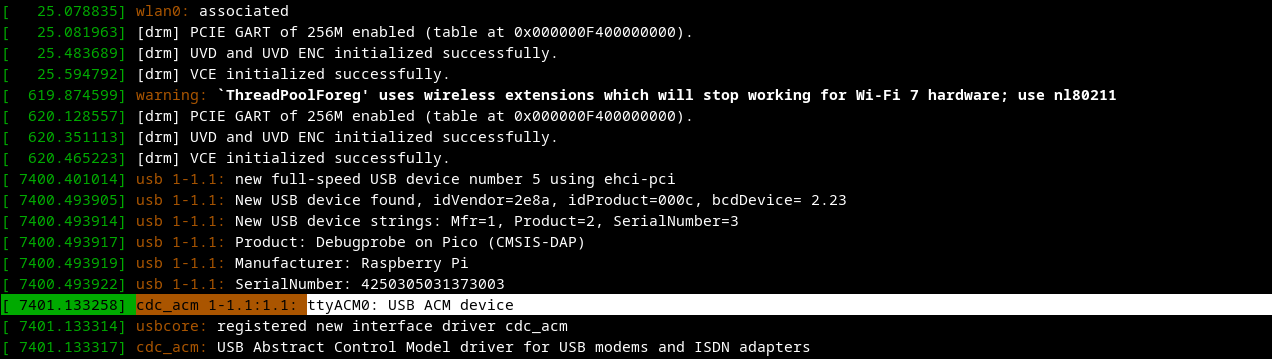 [   25.078835] wlan0: associated
[   25.081963] [drm] PCIE GART of 256M enabled (table at 0x000000F400000000).
[   25.483689] [drm] UVD and UVD ENC initialized successfully.
[   25.594792] [drm] VCE initialized successfully.
[  619.874599] warning: `ThreadPoolForeg' uses wireless extensions which will stop working for Wi-Fi 7 hardware; use nl80211
[  620.128557] [drm] PCIE GART of 256M enabled (table at 0x000000F400000000).
[  620.351113] [drm] UVD and UVD ENC initialized successfully.
[  620.465223] [drm] VCE initialized successfully.
[ 7400.401014] usb 1-1.1: new full-speed USB device number 5 using ehci-pci
[ 7400.493905] usb 1-1.1: New USB device found, idVendor=2e8a, idProduct=000c, bcdDevice= 2.23
[ 7400.493914] usb 1-1.1: New USB device strings: Mfr=1, Product=2, SerialNumber=3
[ 7400.493917] usb 1-1.1: Product: Debugprobe on Pico (CMSIS-DAP)
[ 7400.493919] usb 1-1.1: Manufacturer: Raspberry Pi
[ 7400.493922] usb 1-1.1: SerialNumber: 4250305031373003
[ 7401.133258] cdc_acm 1-1.1:1.1: ttyACM0: USB ACM device
[ 7401.133314] usbcore: registered new interface driver cdc_acm
[ 7401.133317] cdc_acm: USB Abstract Control Model driver for USB modems and ISDN adapters